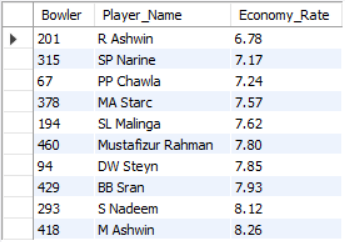 Bowler Player_Name Economy_Rate
201 R Ashwin 6.78
315 SP Narine 7.17
67 PP Chawla 7.24
378 MA Starc 7.57
194 SL Malinga 7.62
460 Mustafizur Rahman 7.80
94 DW Steyn 7.85
429 BB Sran 7.93
293 S Nadeem 8.12
418 M Ashwin 8.26